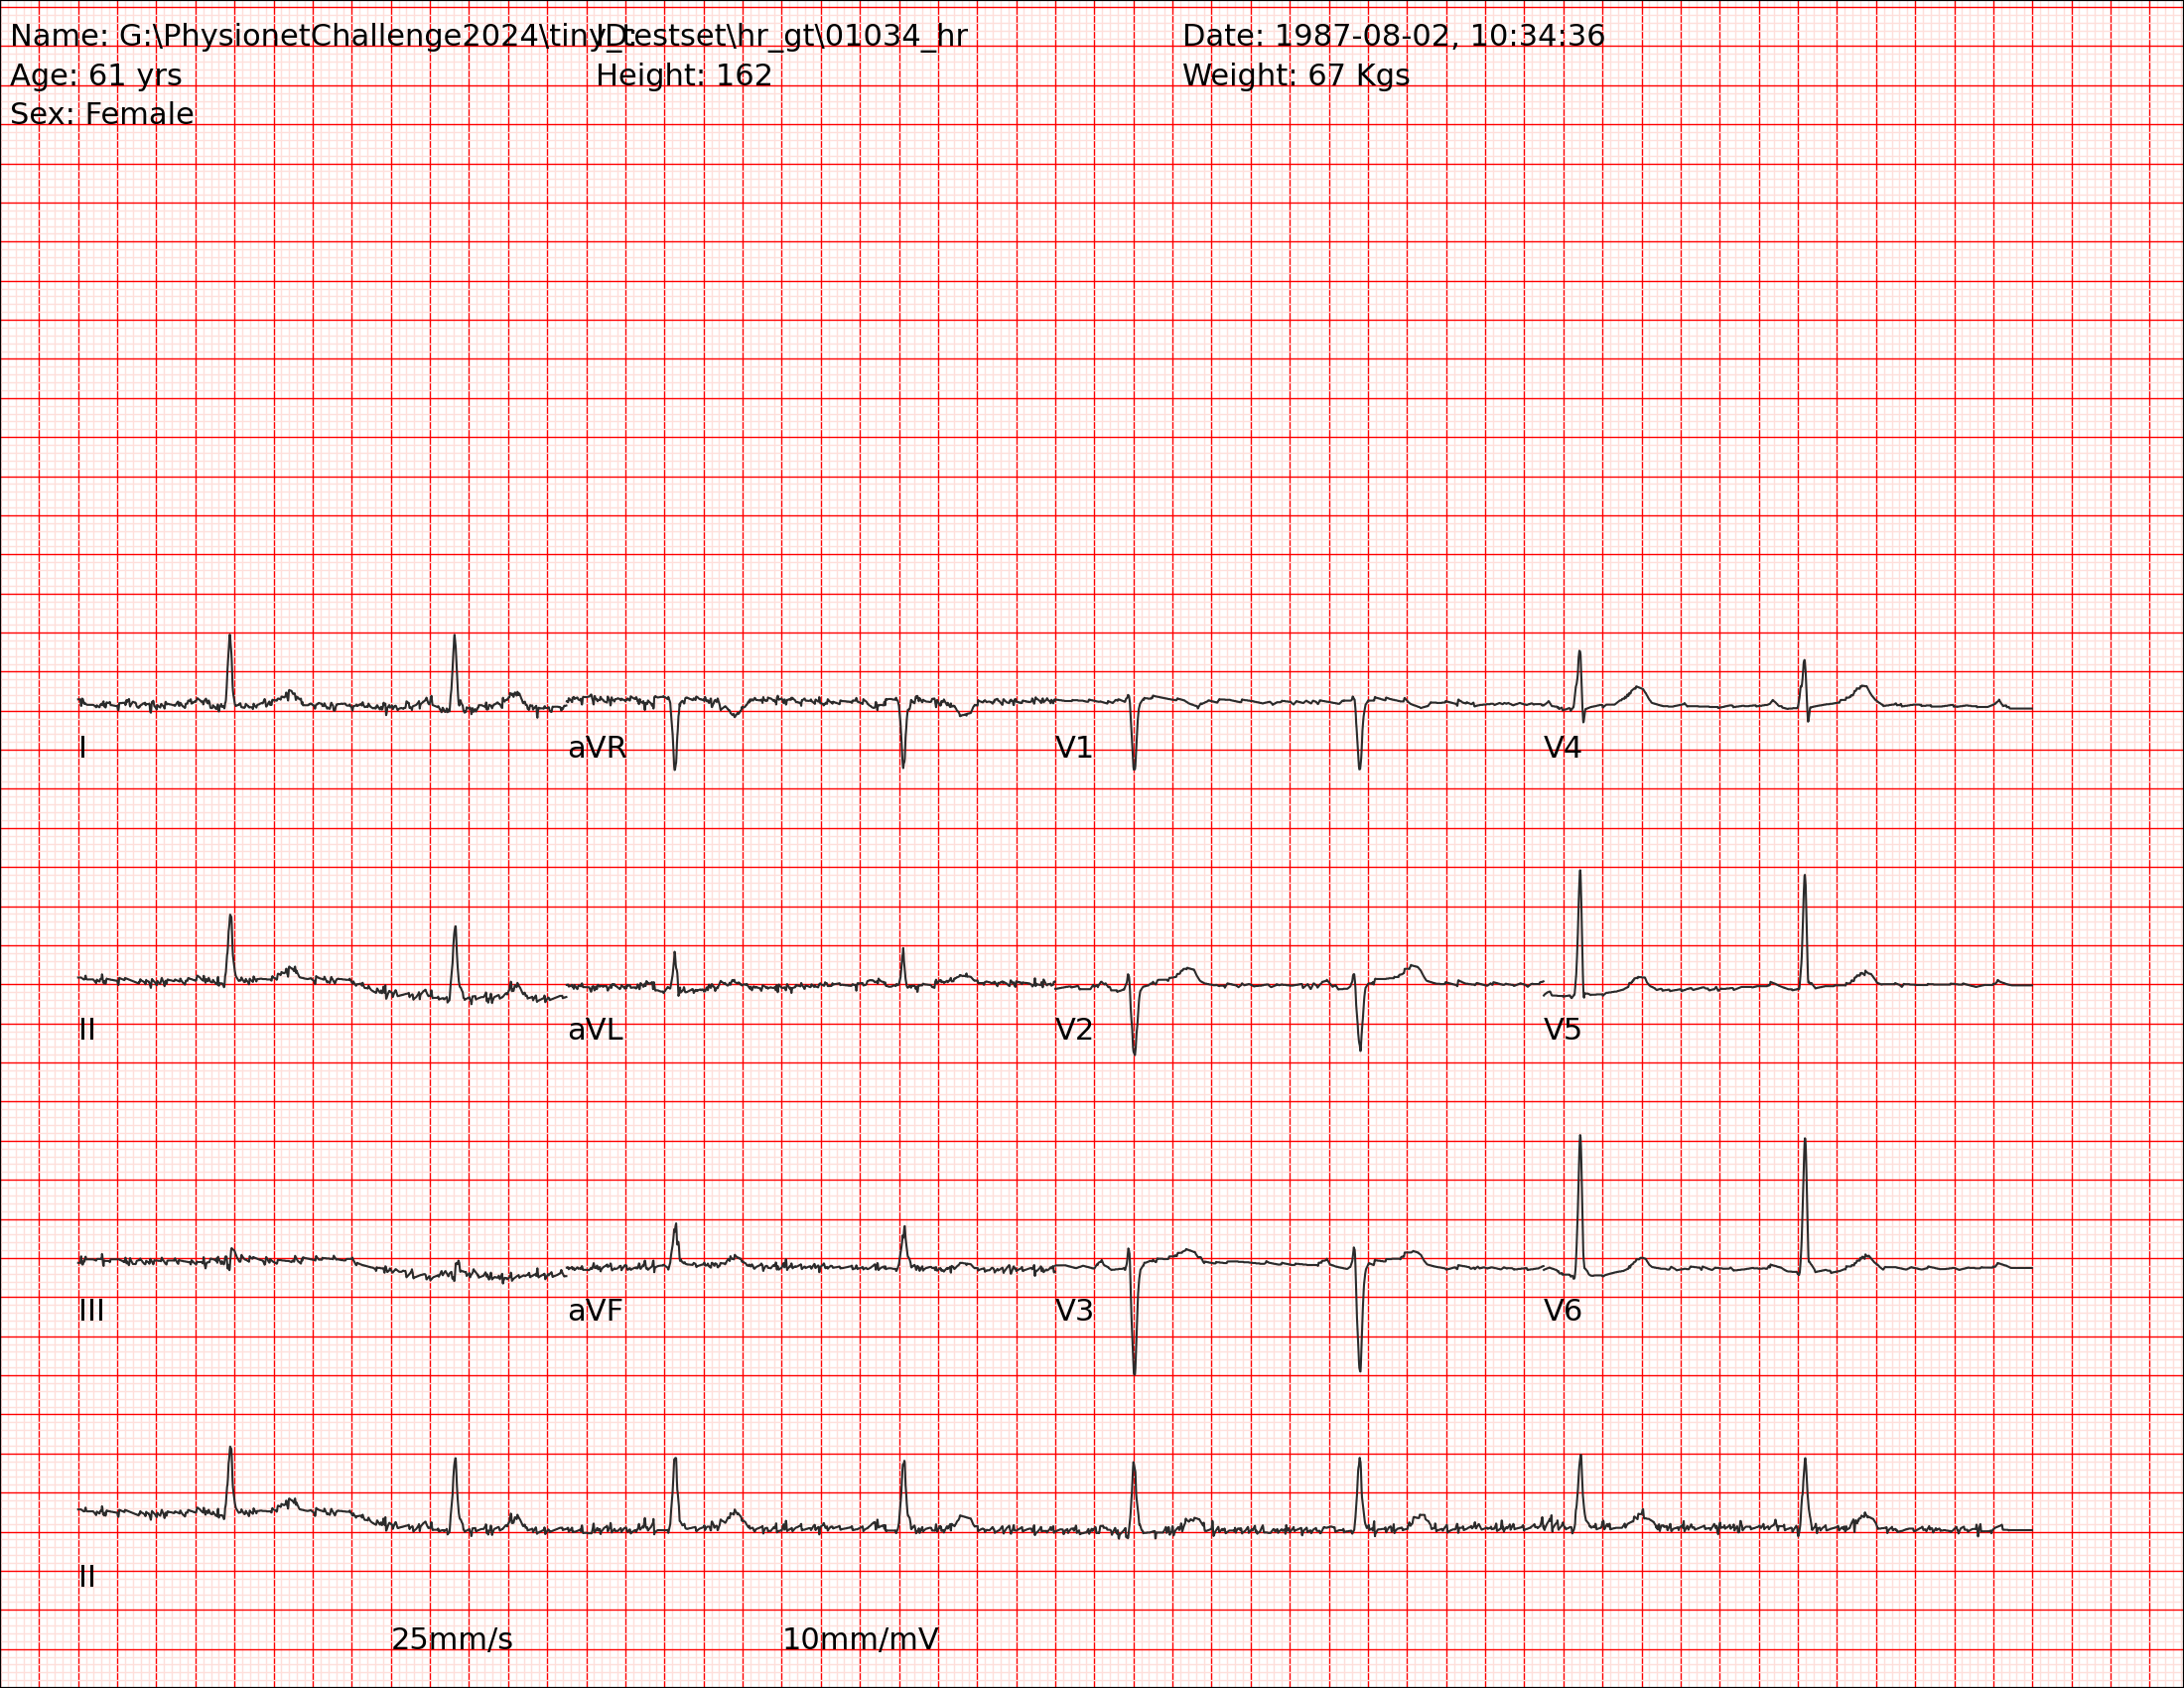 Name: G:\PhysionetChallenge2024\tiny_testset\hr_gt\01034_hr ID: Date: 1987-08-02, 10:34:36
Age: 61 yrs Height: 162 Weight: 67 Kgs
Sex: Female
I aVR V1 V4
II aVL V2 V5
III aVF V3 V6
II
25mm/s 10mm/mV